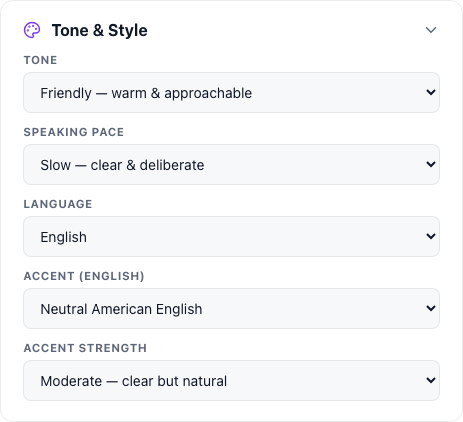 Tone & Style
TONE
Friendly — warm & approachable
SPEAKING PACE
Slow — clear & deliberate
LANGUAGE
English
ACCENT (ENGLISH)
Neutral American English
ACCENT STRENGTH
Moderate — clear but natural